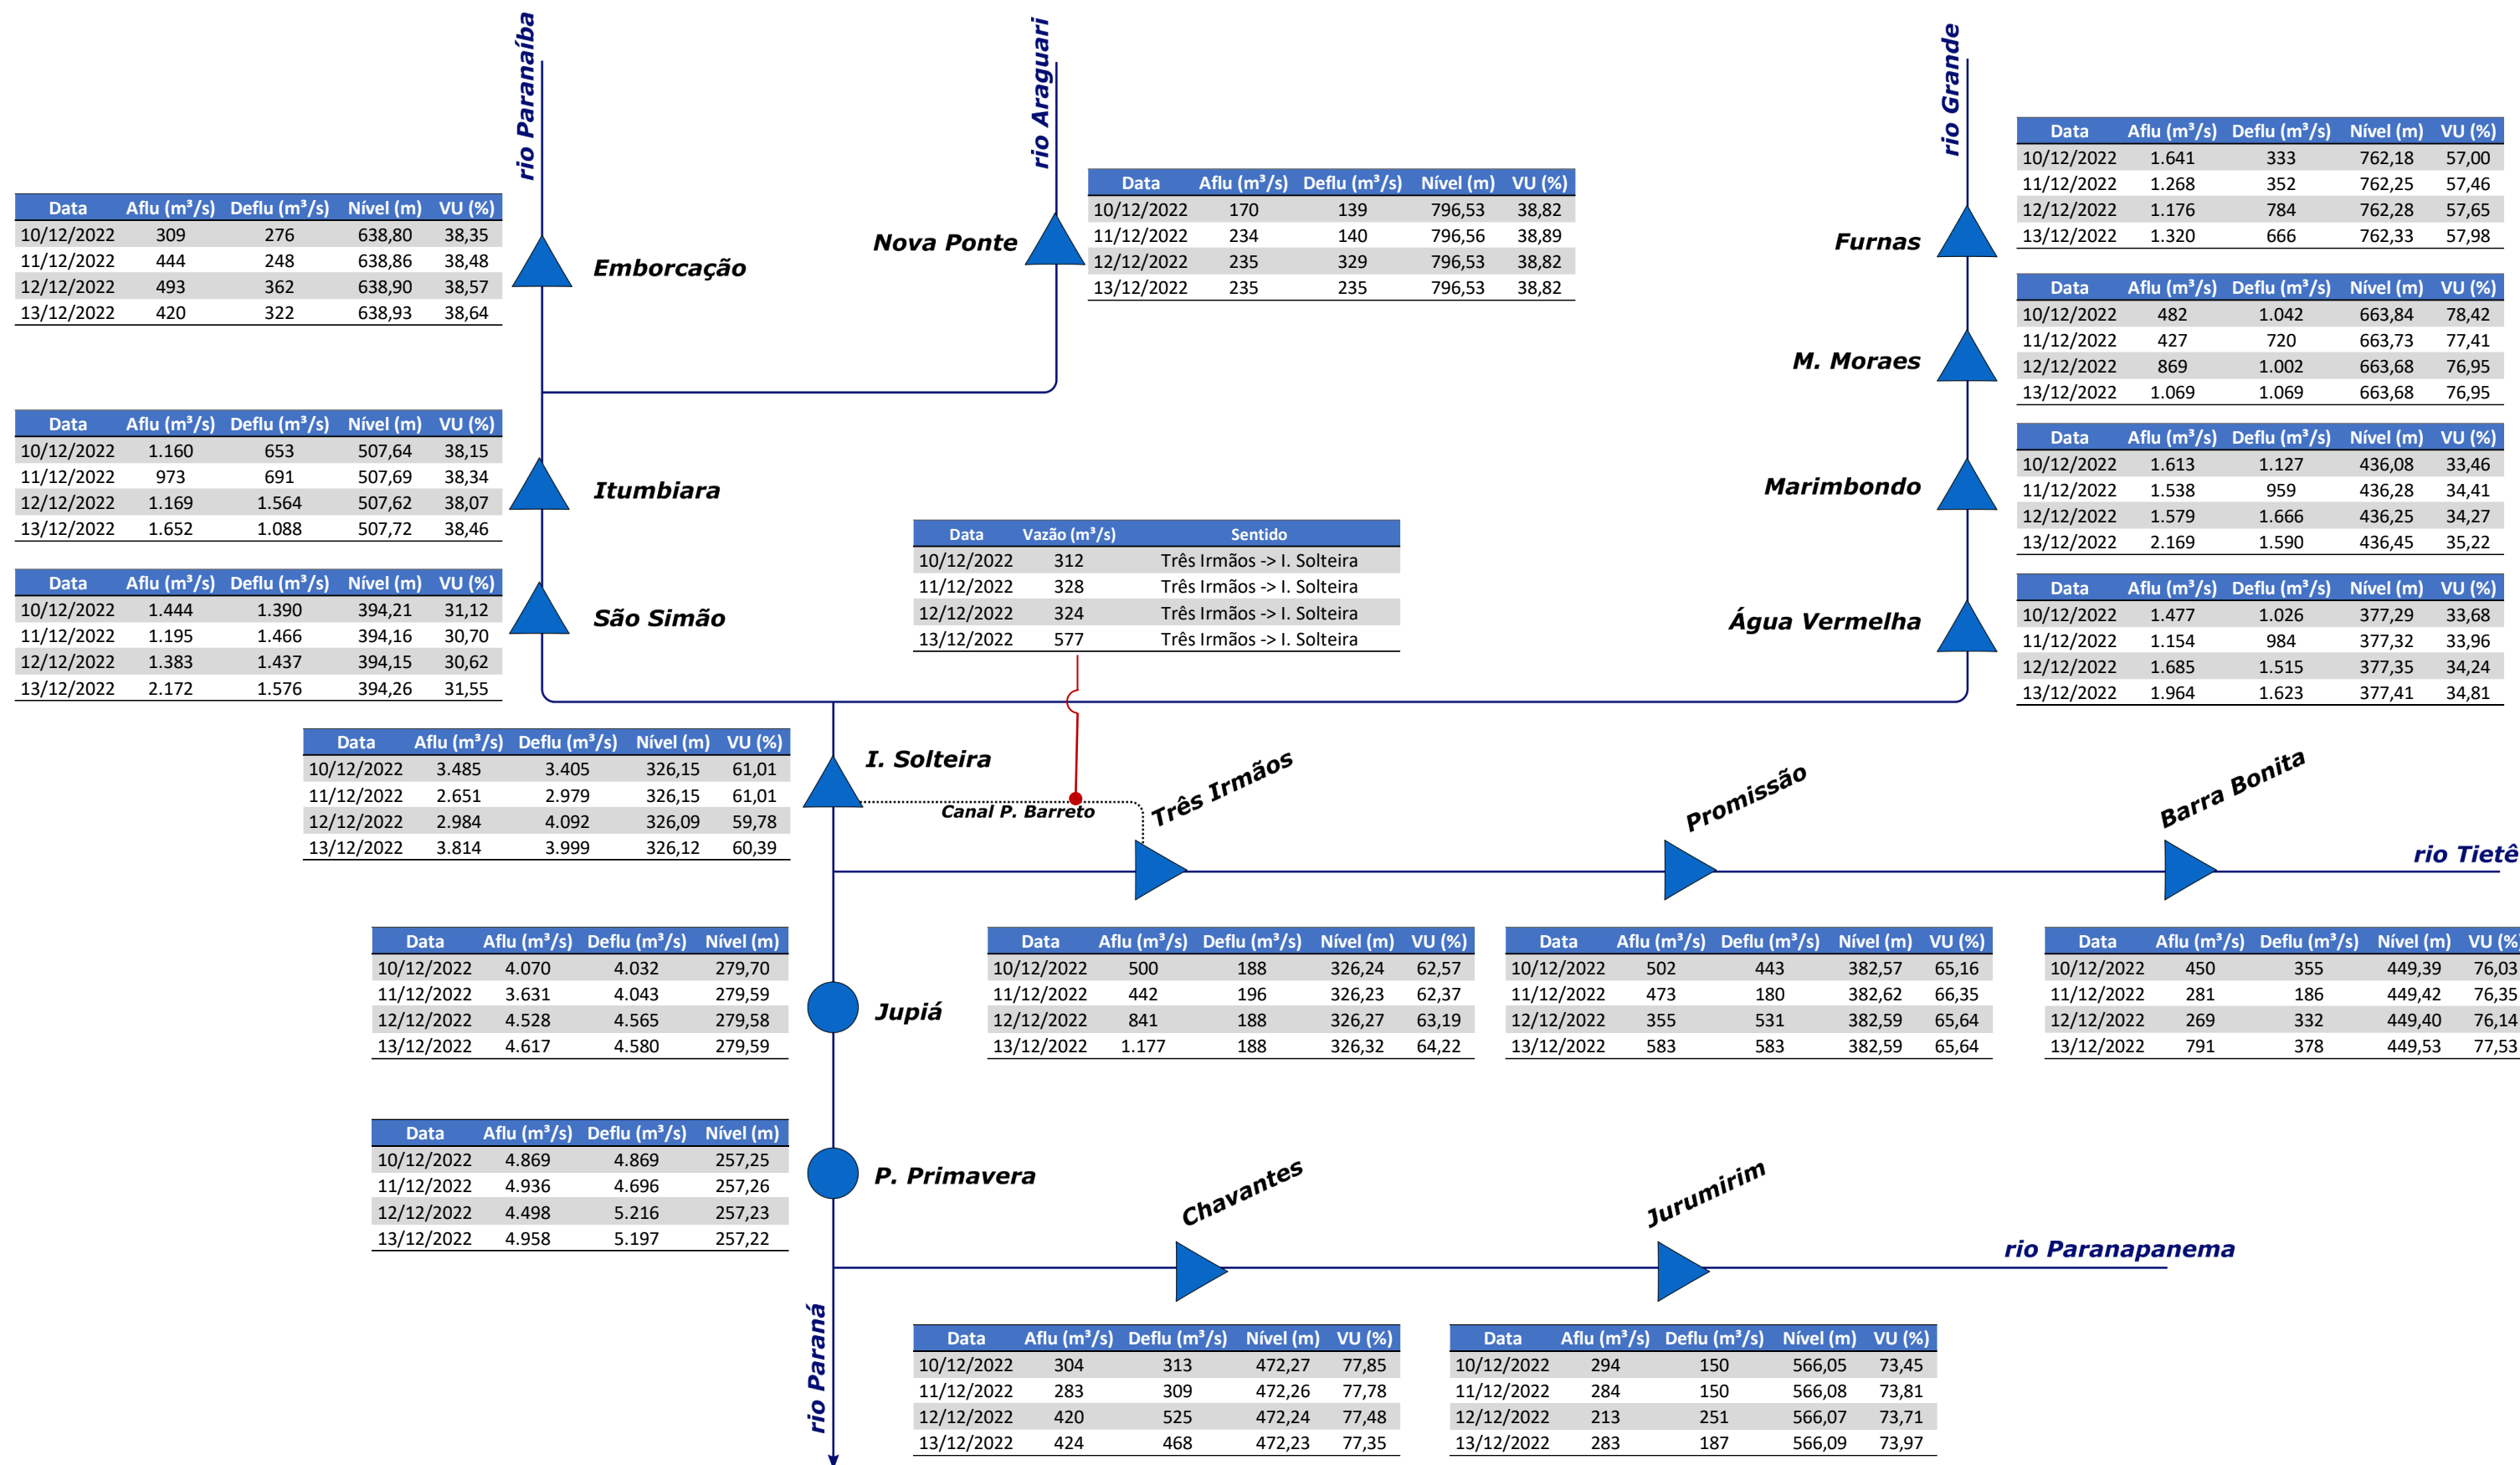 rio Paranaíba
rio Araguari
rio Grande
Data Aflu (m³/s) Deflu (m³/s) Nível (m) VU (%)
10/12/2022 309 276 638,80 38,35
11/12/2022 444 248 638,86 38,48
12/12/2022 493 362 638,90 38,57
13/12/2022 420 322 638,93 38,64
Emborcação
Nova Ponte
Data Aflu (m³/s) Deflu (m³/s) Nível (m) VU (%)
10/12/2022 170 139 796,53 38,82
11/12/2022 234 140 796,56 38,89
12/12/2022 235 329 796,53 38,82
13/12/2022 235 235 796,53 38,82
Furnas
Data Aflu (m³/s) Deflu (m³/s) Nível (m) VU (%)
10/12/2022 1.641 333 762,18 57,00
11/12/2022 1.268 352 762,25 57,46
12/12/2022 1.176 784 762,28 57,65
13/12/2022 1.320 666 762,33 57,98
M. Moraes
Data Aflu (m³/s) Deflu (m³/s) Nível (m) VU (%)
10/12/2022 482 1.042 663,84 78,42
11/12/2022 427 720 663,73 77,41
12/12/2022 869 1.002 663,68 76,95
13/12/2022 1.069 1.069 663,68 76,95
Data Aflu (m³/s) Deflu (m³/s) Nível (m) VU (%)
10/12/2022 1.160 653 507,64 38,15
11/12/2022 973 691 507,69 38,34
12/12/2022 1.169 1.564 507,62 38,07
13/12/2022 1.652 1.088 507,72 38,46
Itumbiara
Marimbondo
Data Aflu (m³/s) Deflu (m³/s) Nível (m) VU (%)
10/12/2022 1.613 1.127 436,08 33,46
11/12/2022 1.538 959 436,28 34,41
12/12/2022 1.579 1.666 436,25 34,27
13/12/2022 2.169 1.590 436,45 35,22
Data Vazão (m³/s) Sentido
10/12/2022 312 Três Irmãos -> I. Solteira
11/12/2022 328 Três Irmãos -> I. Solteira
12/12/2022 324 Três Irmãos -> I. Solteira
13/12/2022 577 Três Irmãos -> I. Solteira
Data Aflu (m³/s) Deflu (m³/s) Nível (m) VU (%)
10/12/2022 1.444 1.390 394,21 31,12
11/12/2022 1.195 1.466 394,16 30,70
12/12/2022 1.383 1.437 394,15 30,62
13/12/2022 2.172 1.576 394,26 31,55
São Simão
Água Vermelha
Data Aflu (m³/s) Deflu (m³/s) Nível (m) VU (%)
10/12/2022 1.477 1.026 377,29 33,68
11/12/2022 1.154 984 377,32 33,96
12/12/2022 1.685 1.515 377,35 34,24
13/12/2022 1.964 1.623 377,41 34,81
Data Aflu (m³/s) Deflu (m³/s) Nível (m) VU (%)
10/12/2022 3.485 3.405 326,15 61,01
11/12/2022 2.651 2.979 326,15 61,01
12/12/2022 2.984 4.092 326,09 59,78
13/12/2022 3.814 3.999 326,12 60,39
I. Solteira
Canal P. Barreto
Três Irmãos
Promissão
Barra Bonita
rio Tietê
Data Aflu (m³/s) Deflu (m³/s) Nível (m)
10/12/2022 4.070 4.032 279,70
11/12/2022 3.631 4.043 279,59
12/12/2022 4.528 4.565 279,58
13/12/2022 4.617 4.580 279,59
Jupiá
Data Aflu (m³/s) Deflu (m³/s) Nível (m) VU (%)
10/12/2022 500 188 326,24 62,57
11/12/2022 442 196 326,23 62,37
12/12/2022 841 188 326,27 63,19
13/12/2022 1.177 188 326,32 64,22
Data Aflu (m³/s) Deflu (m³/s) Nível (m) VU (%)
10/12/2022 502 443 382,57 65,16
11/12/2022 473 180 382,62 66,35
12/12/2022 355 531 382,59 65,64
13/12/2022 583 583 382,59 65,64
Data Aflu (m³/s) Deflu (m³/s) Nível (m) VU (%)
10/12/2022 450 355 449,39 76,03
11/12/2022 281 186 449,42 76,35
12/12/2022 269 332 449,40 76,14
13/12/2022 791 378 449,53 77,53
Data Aflu (m³/s) Deflu (m³/s) Nível (m)
10/12/2022 4.869 4.869 257,25
11/12/2022 4.936 4.696 257,26
12/12/2022 4.498 5.216 257,23
13/12/2022 4.958 5.197 257,22
P. Primavera
Chavantes
Jurumirim
rio Paranapanema
rio Paraná
Data Aflu (m³/s) Deflu (m³/s) Nível (m) VU (%)
10/12/2022 304 313 472,27 77,85
11/12/2022 283 309 472,26 77,78
12/12/2022 420 525 472,24 77,48
13/12/2022 424 468 472,23 77,35
Data Aflu (m³/s) Deflu (m³/s) Nível (m) VU (%)
10/12/2022 294 150 566,05 73,45
11/12/2022 284 150 566,08 73,81
12/12/2022 213 251 566,07 73,71
13/12/2022 283 187 566,09 73,97